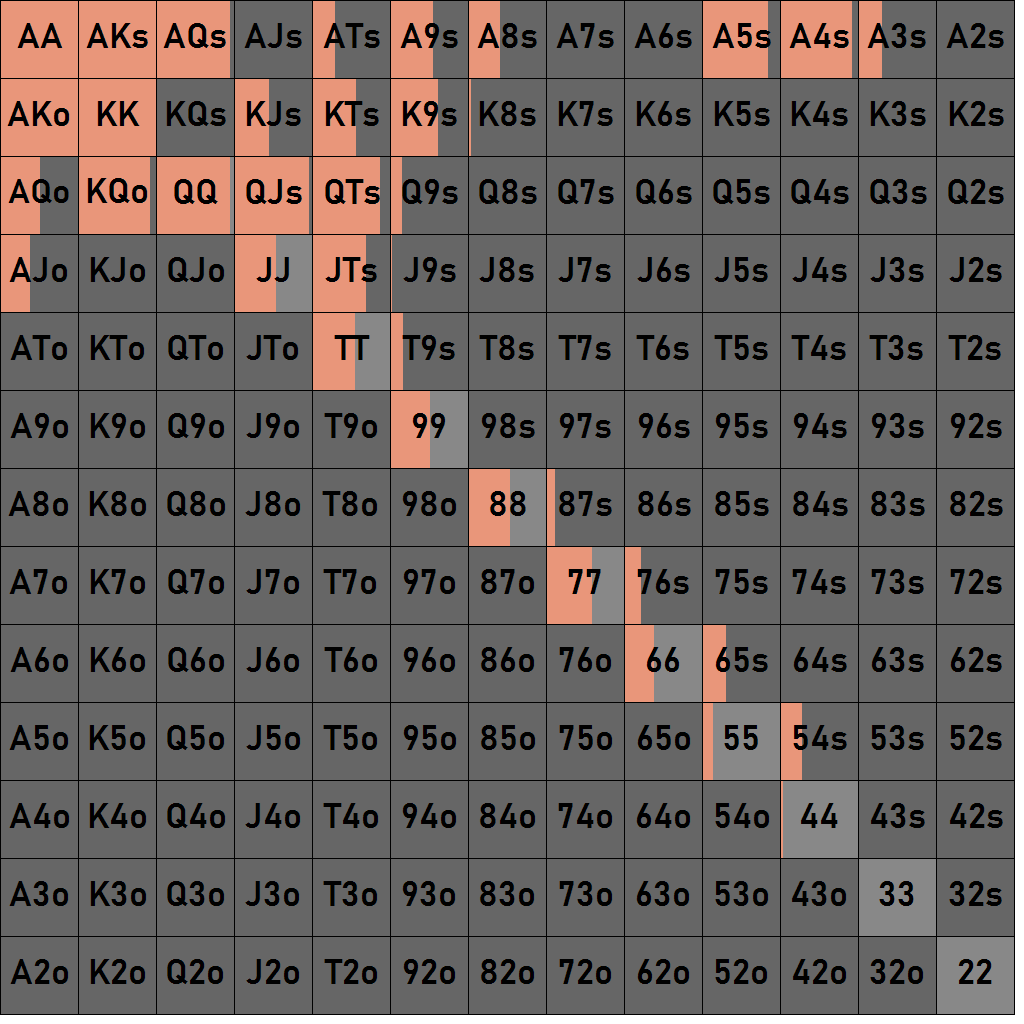 AA AKs AQs AJs ATs A9s A8s A7s A6s A5s A4s A3s A2s
AKo KK KQs KJs KTs K9s K8s K7s K6s K5s K4s K3s K2s
AQo KQo QQ QJs QTs Q9s Q8s Q7s Q6s Q5s Q4s Q3s Q2s
AJo KJo QJo JJ JTs J9s J8s J7s J6s J5s J4s J3s J2s
ATo KTo QTo JTo TT T9s T8s T7s T6s T5s T4s T3s T2s
A9o K9o Q9o J9o T9o 99 98s 97s 96s 95s 94s 93s 92s
A8o K8o Q8o J8o T8o 98o 88 87s 86s 85s 84s 83s 82s
A7o K7o Q7o J7o T7o 97o 87o 77 76s 75s 74s 73s 72s
A6o K6o Q6o J6o T6o 96o 86o 76o 66 65s 64s 63s 62s
A5o K5o Q5o J5o T5o 95o 85o 75o 65o 55 54s 53s 52s
A4o K4o Q4o J4o T4o 94o 84o 74o 64o 54o 44 43s 42s
A3o K3o Q3o J3o T3o 93o 83o 73o 63o 53o 43o 33 32s
A2o K2o Q2o J2o T2o 92o 82o 72o 62o 52o 42o 32o 22